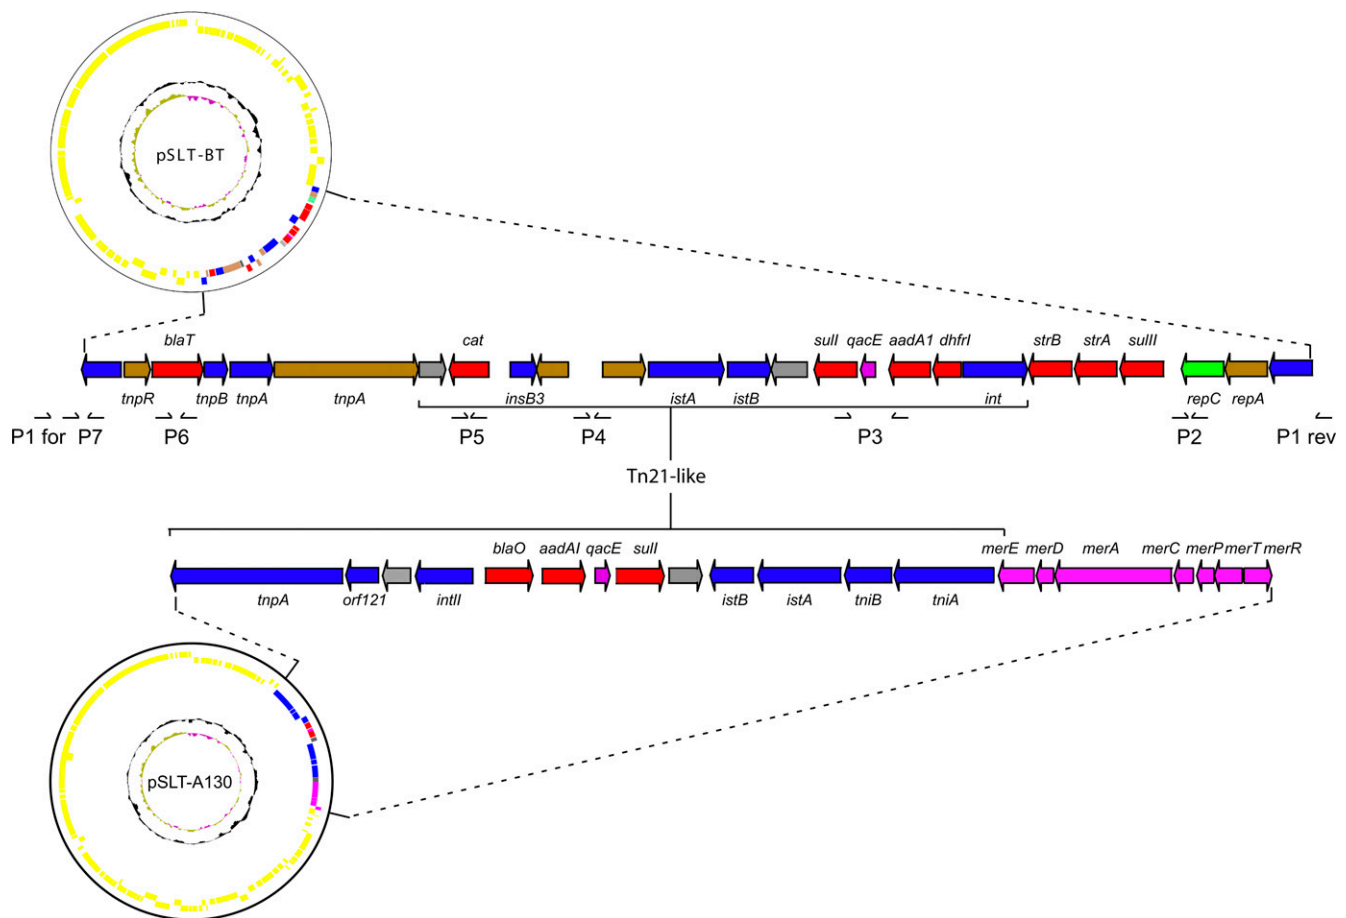 pSLT-BT
blaT cat sulI qacE aadA1 dhfrI strB strA sulII
tnpR tnpB tnpA tnpA insB3 istA istB int repC repA
P1 for P7 P6 P5 P4 P3 P2 P1 rev
Tn21-like
blaO aadAI qacE sulI merE merD merA merC merP merT merR
tnpA orf121 intII istB istA tniB tniA
pSLT-A130